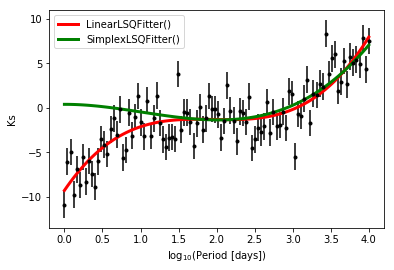 LinearLSQFitter()
SimplexLSQFitter()
10
5
0
−5
−10
Ks
0.0 0.5 1.0 1.5 2.0 2.5 3.0 3.5 4.0
log₁₀(Period [days])